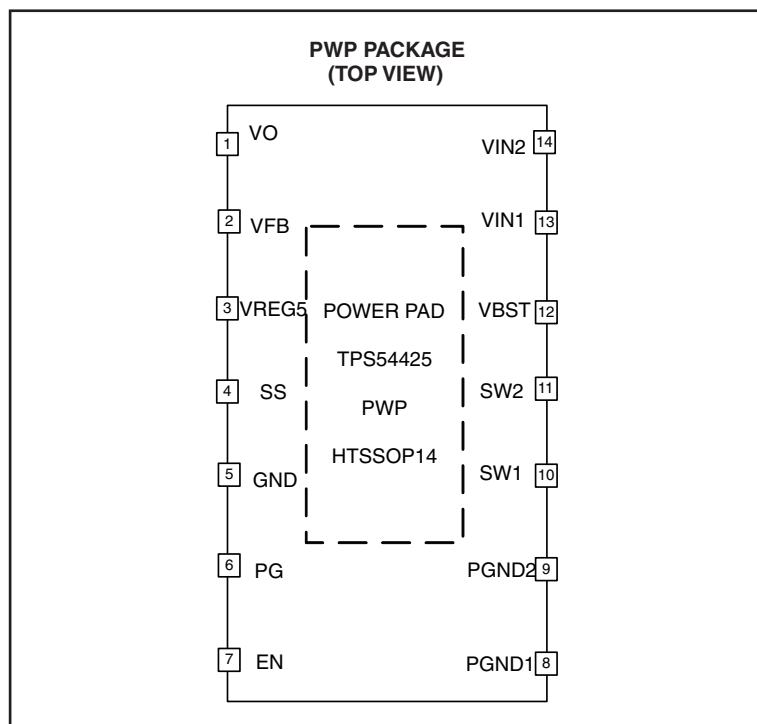 PWP PACKAGE
(TOP VIEW)
1 VO
VIN2 14
2 VFB
VIN1 13
3 VREG5
POWER PAD
VBST 12
TPS54425
4 SS
SW2 11
PWP
HTSSOP14
5 GND
SW1 10
6 PG
PGND2 9
7 EN
PGND1 8